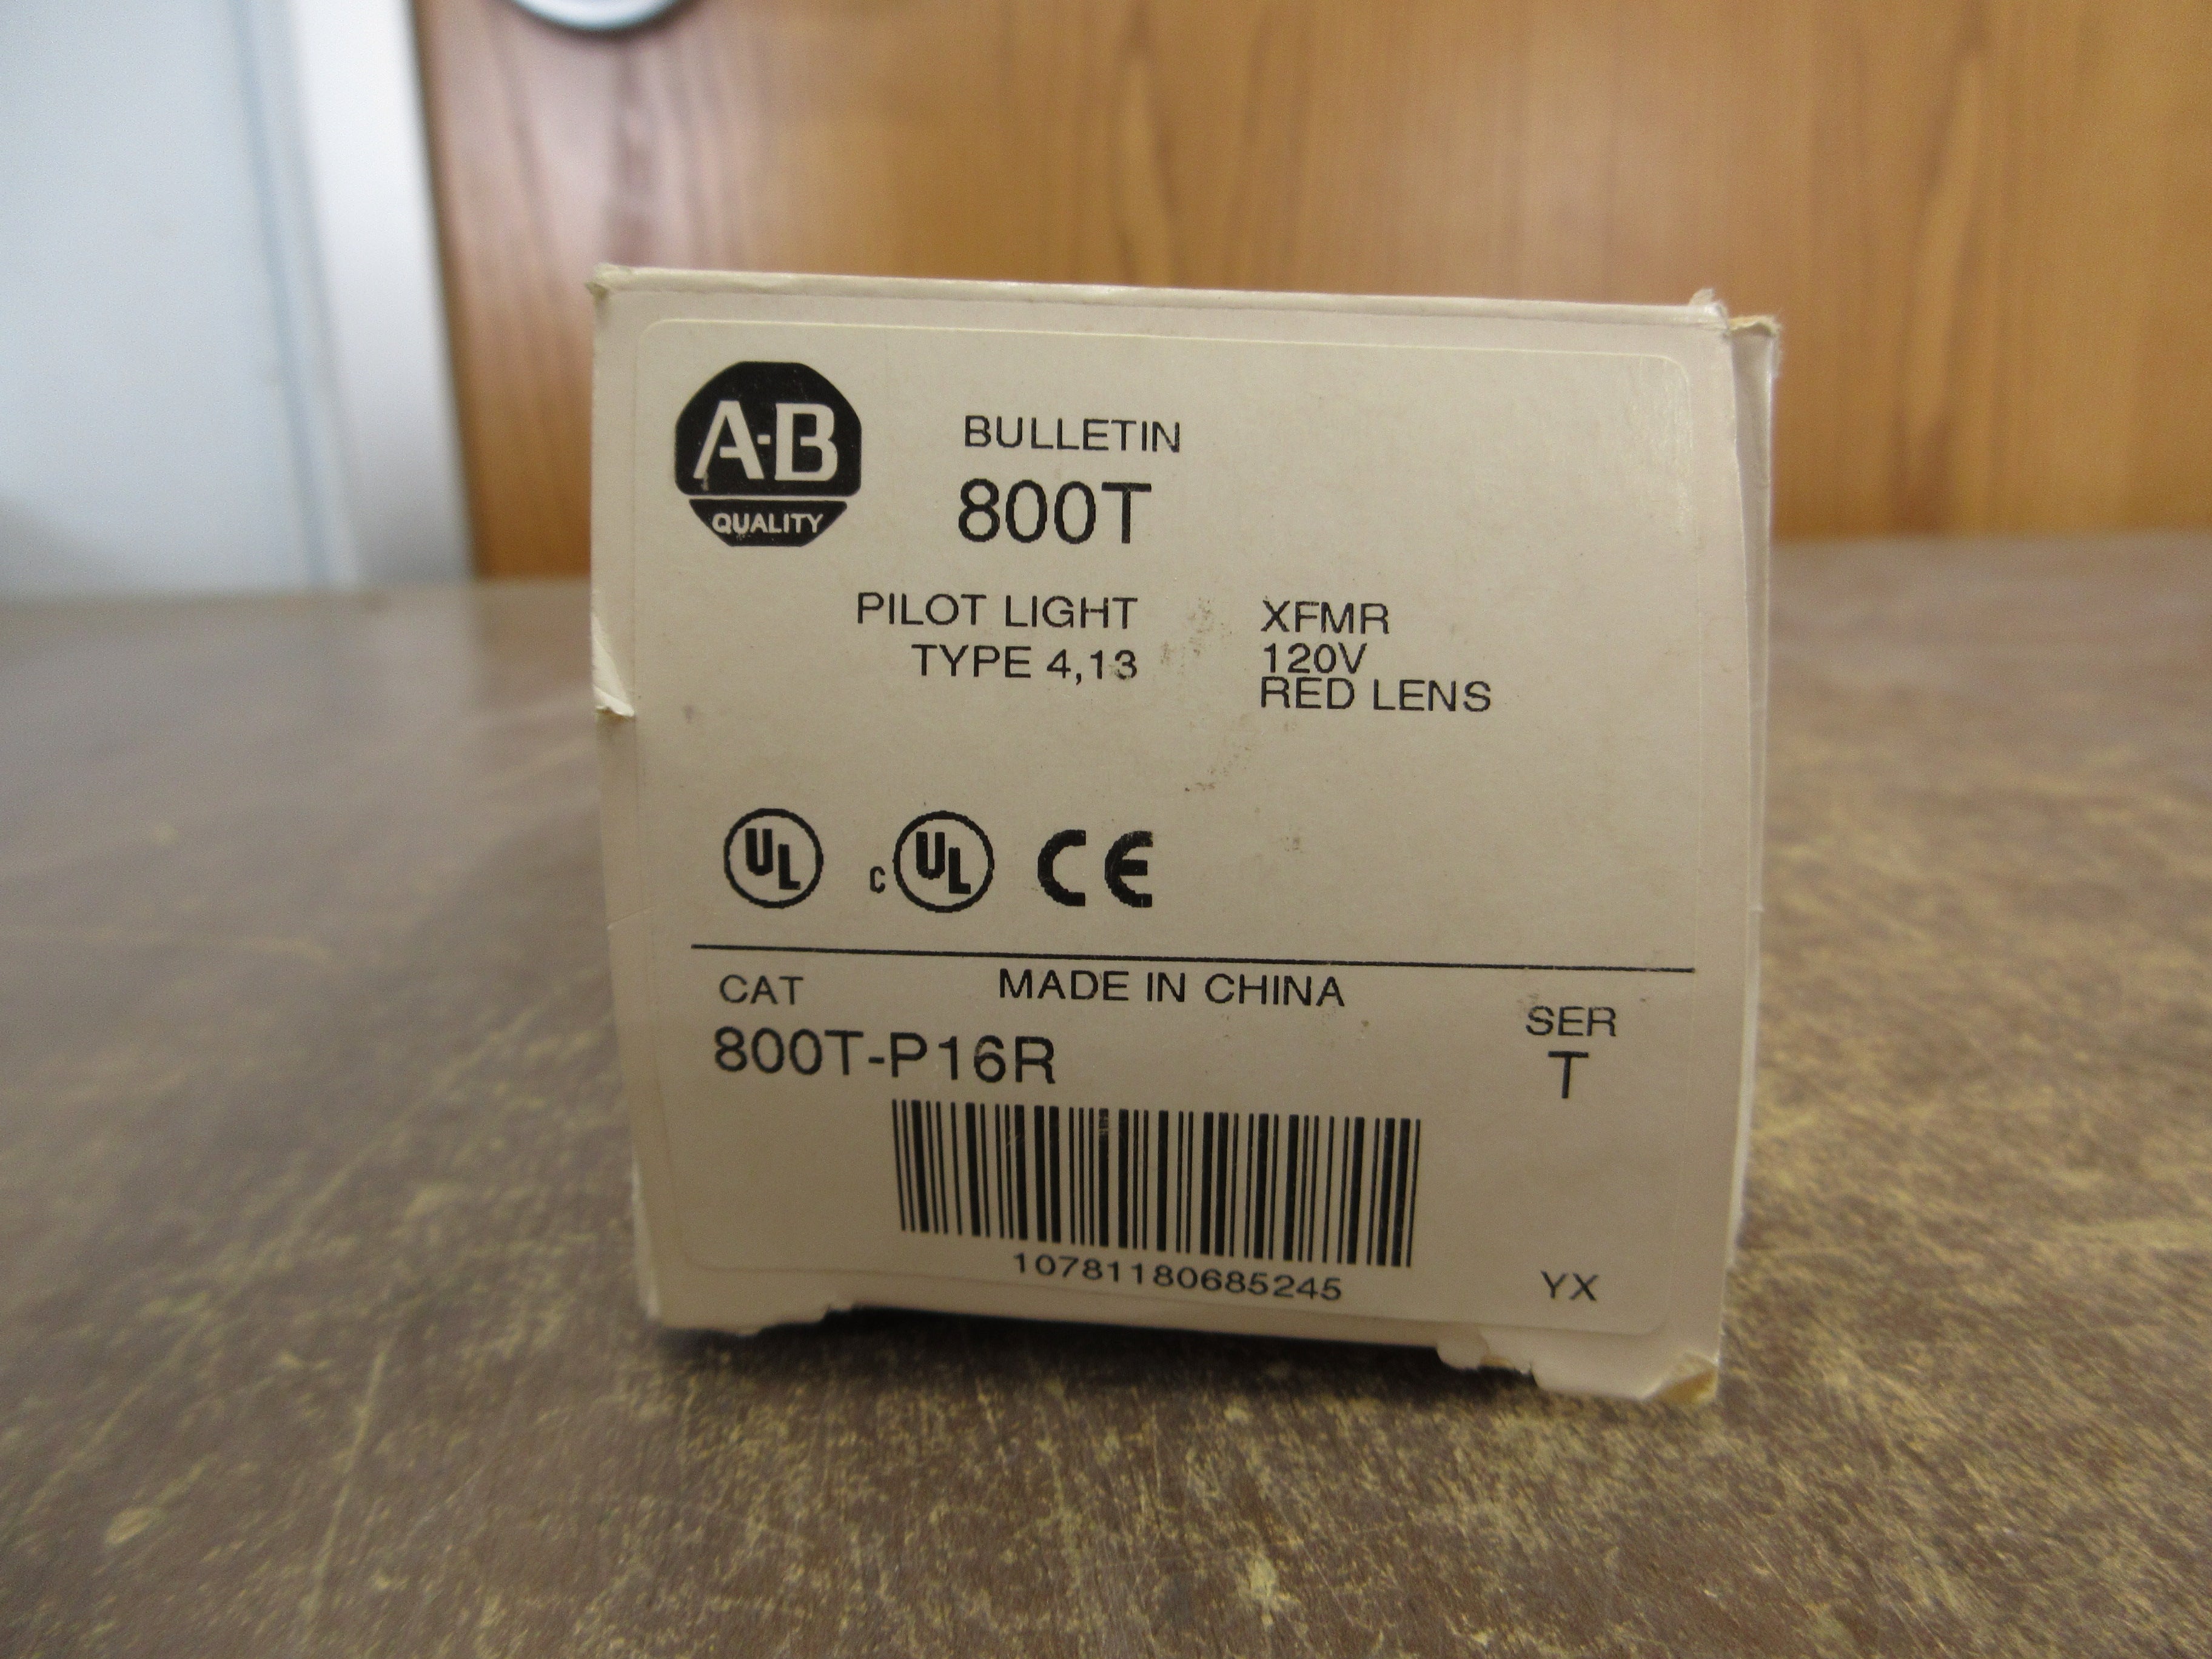 A-B
QUALITY
BULLETIN
800T
PILOT LIGHT
TYPE 4,13
XFMR
120V
RED LENS
UL
c UL CE
MADE IN CHINA
CAT
800T-P16R
SER
T
10781180685245
YX